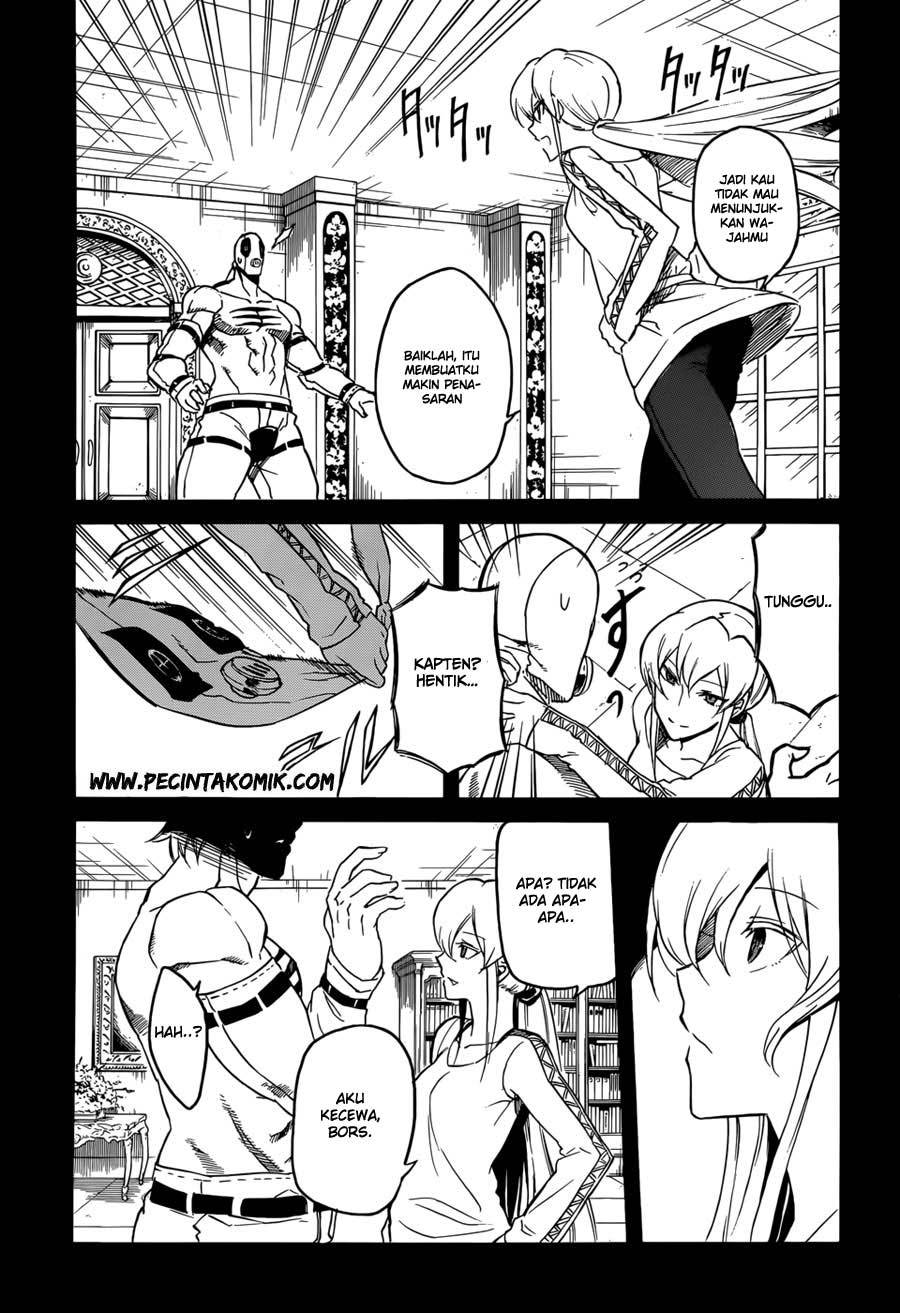 タッタッ
JADI KAU
TIDAK MAU
MENUNJUK-
KAN WA-
JAHMU
タッタッ
BAIKLAH, ITU
MEMBUATKU
MAKIN PENA-
SARAN
TUNGGU..
す
KAPTEN?
HENTIK...
WWW.PECINTAKOMIK.COM
APA? TIDAK
ADA APA-
APA..
HAH..?
AKU
KECEWA,
BORS.